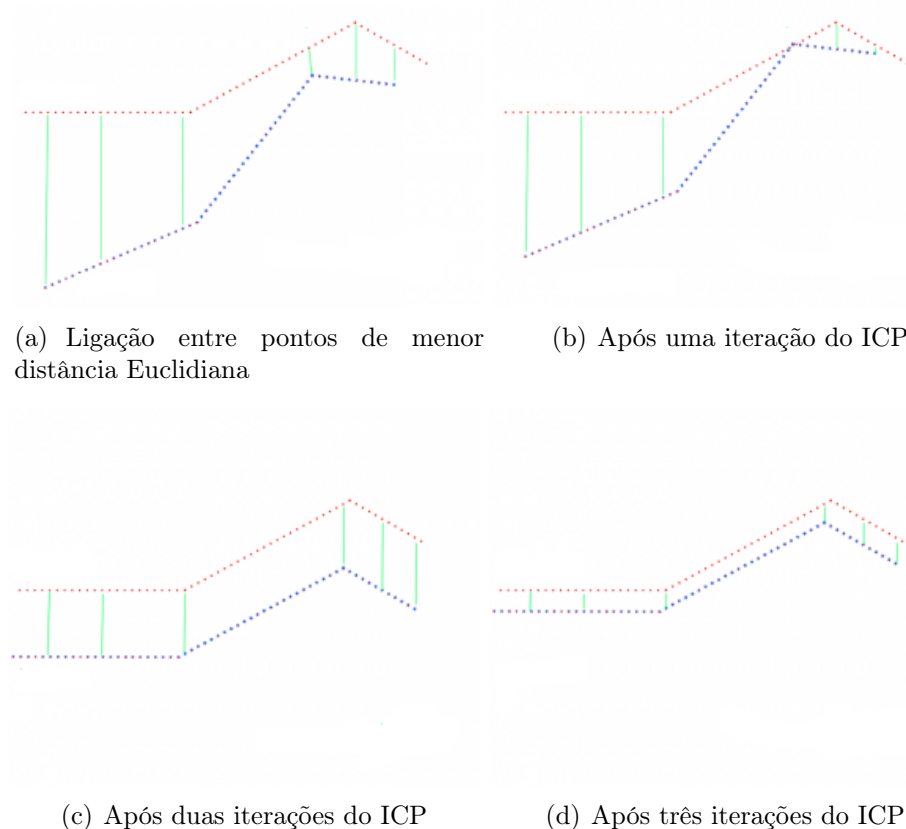 (a) Ligação entre pontos de menor
distância Euclidiana
(b) Após uma iteração do ICP
(c) Após duas iterações do ICP
(d) Após três iterações do ICP